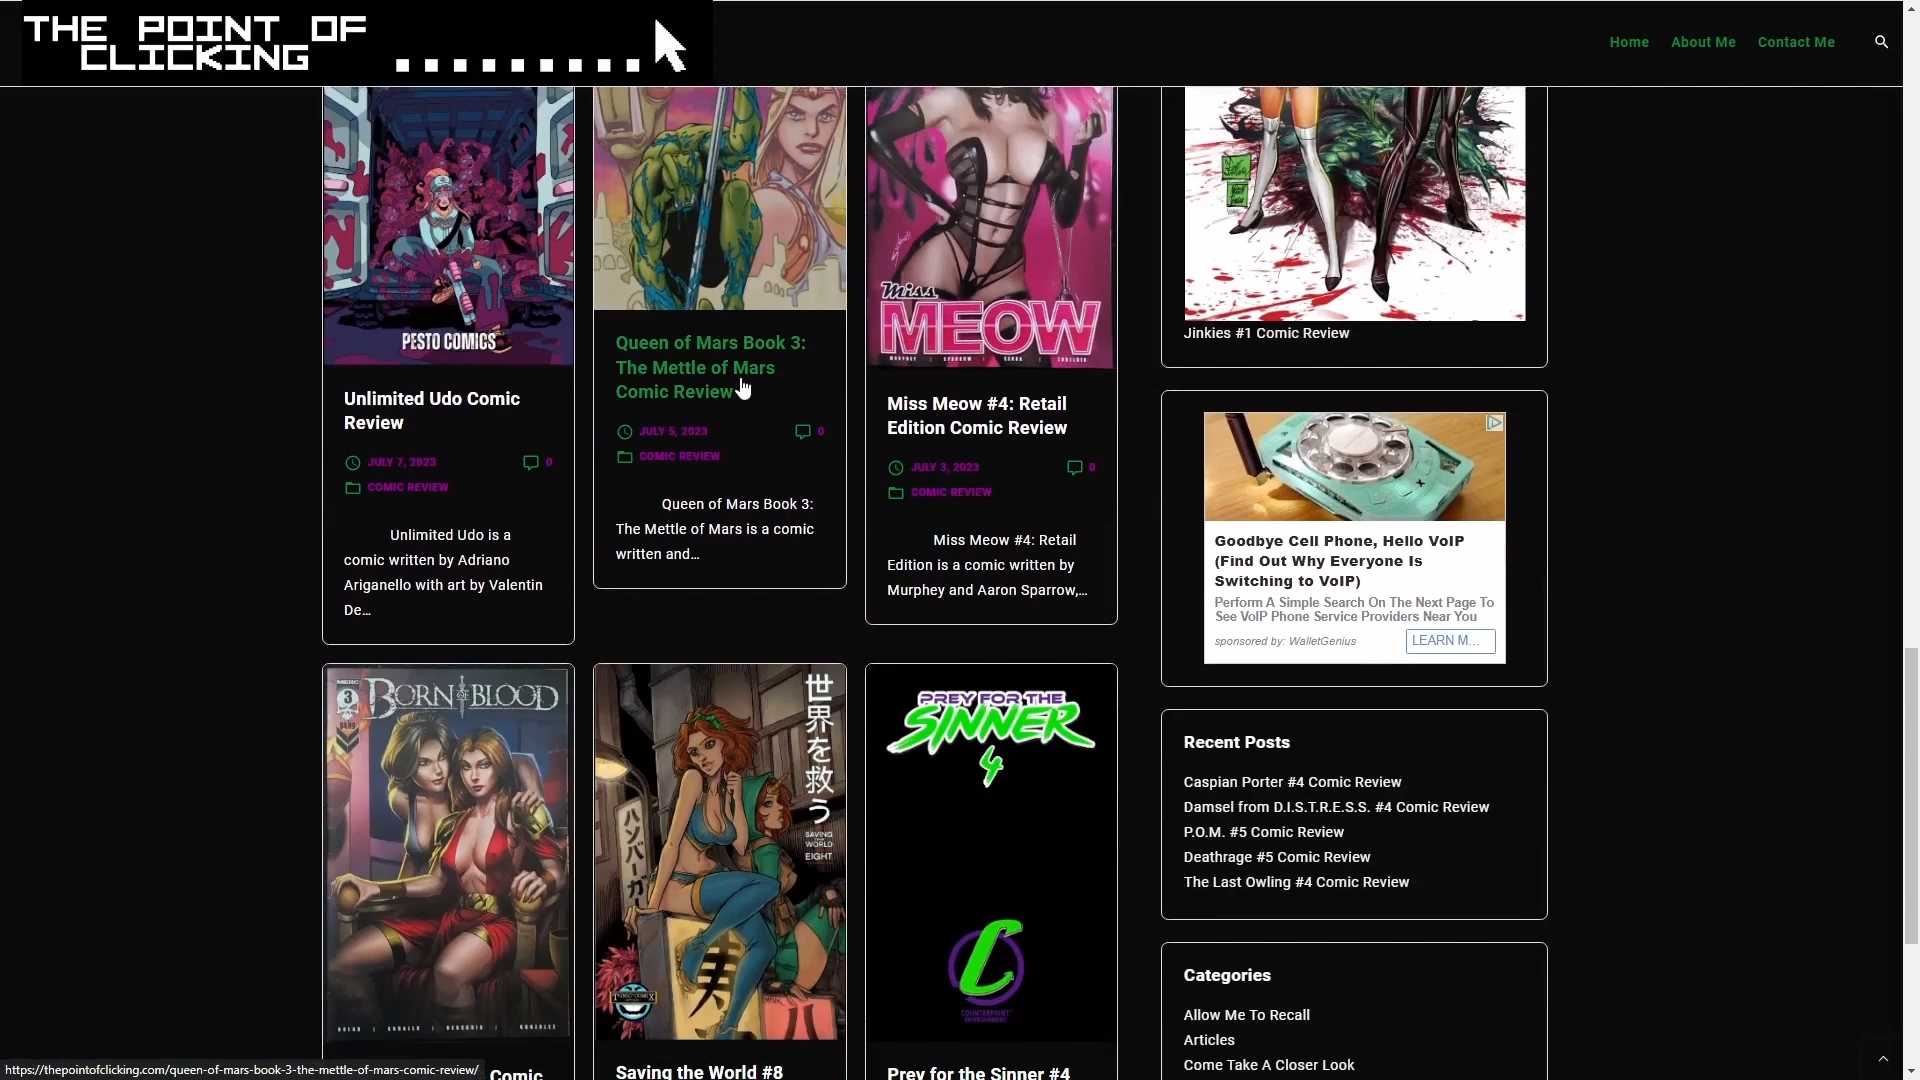 THE POINT OF
CLICKING
Home
About Me
Contact Me
PESTO COMICS
Unlimited Udo Comic
Review
JULY 7, 2023
0
COMIC REVIEW
Unlimited Udo is a
comic written by Adriano
Ariganello with art by Valentin
De...
Queen of Mars Book 3:
The Mettle of Mars
Comic Review
JULY 5, 2023
0
COMIC REVIEW
Queen of Mars Book 3:
The Mettle of Mars is a comic
written and...
Miss
MEOW
Miss Meow #4: Retail
Edition Comic Review
JULY 3, 2023
0
COMIC REVIEW
Miss Meow #4: Retail
Edition is a comic written by
Murphey and Aaron Sparrow,...
MERC
3
BORN OF BLOOD
Comic
世界を救う
SAVING
THE
WORLD
EIGHT
ハンバーガー
Saving the World #8
PREY FOR THE
SINNER
4
COUNTERPOINT
ENTERTAINMENT
Prey for the Sinner #4
Jinkies #1 Comic Review
Goodbye Cell Phone, Hello VoIP
(Find Out Why Everyone Is
Switching to VoIP)
Perform A Simple Search On The Next Page To
See VoIP Phone Service Providers Near You
sponsored by: WalletGenius
LEARN M...
Recent Posts
Caspian Porter #4 Comic Review
Damsel from D.I.S.T.R.E.S.S. #4 Comic Review
P.O.M. #5 Comic Review
Deathrage #5 Comic Review
The Last Owling #4 Comic Review
Categories
Allow Me To Recall
Articles
Come Take A Closer Look
https://thepointofclicking.com/queen-of-mars-book-3-the-mettle-of-mars-comic-review/